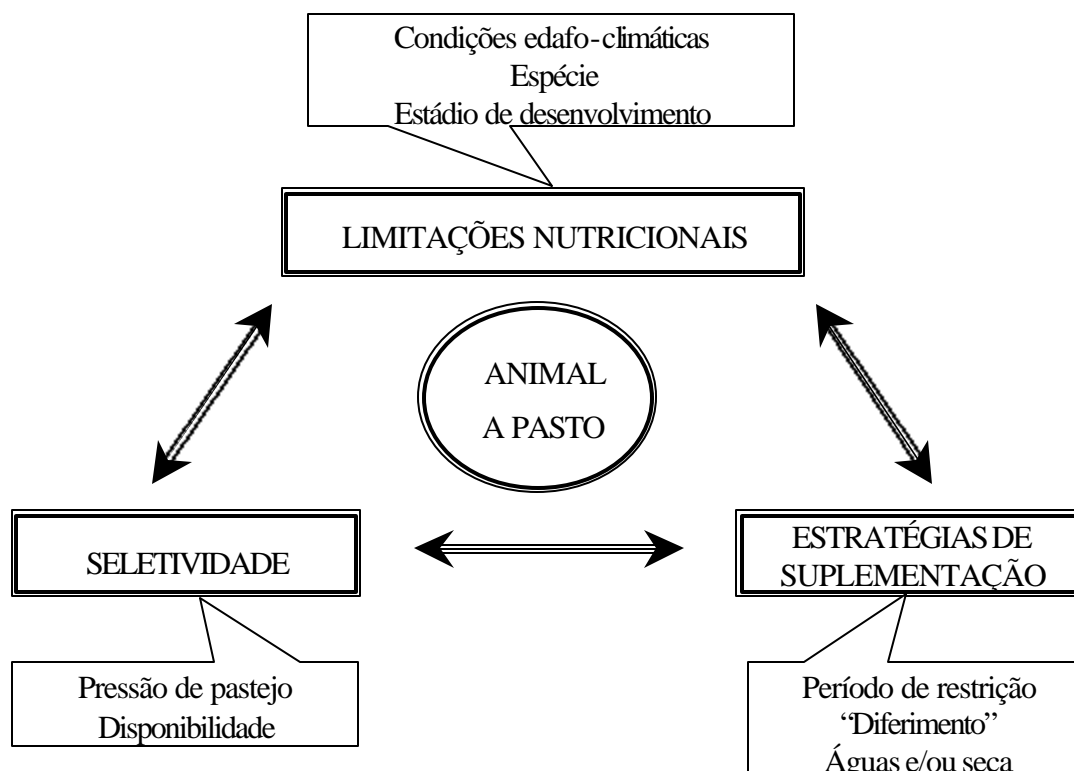 Condições edafo-climáticas
Espécie
Estádio de desenvolvimento
LIMITAÇÕES NUTRICIONAIS
ANIMAL
A PASTO
SELETIVIDADE
ESTRATÉGIAS DE
SUPLEMENTAÇÃO
Pressão de pastejo
Disponibilidade
Período de restrição
“Diferimento”
Águas e/ou seca